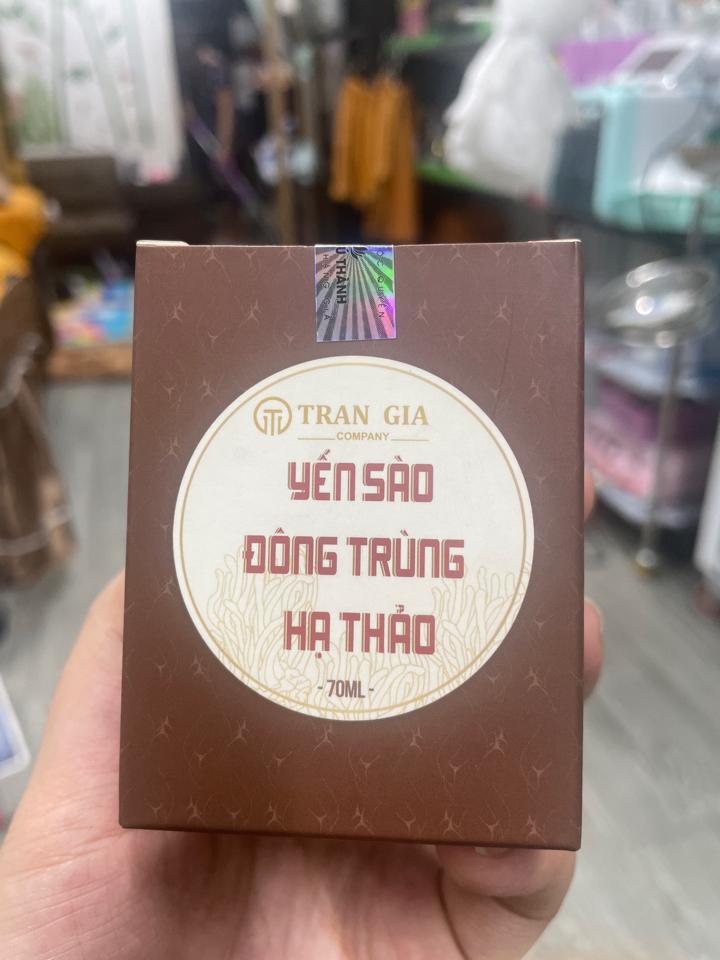 TRAN GIA
COMPANY
YẾN SÀO
ĐÔNG TRÙNG
HẠ THẢO
- 70ML -